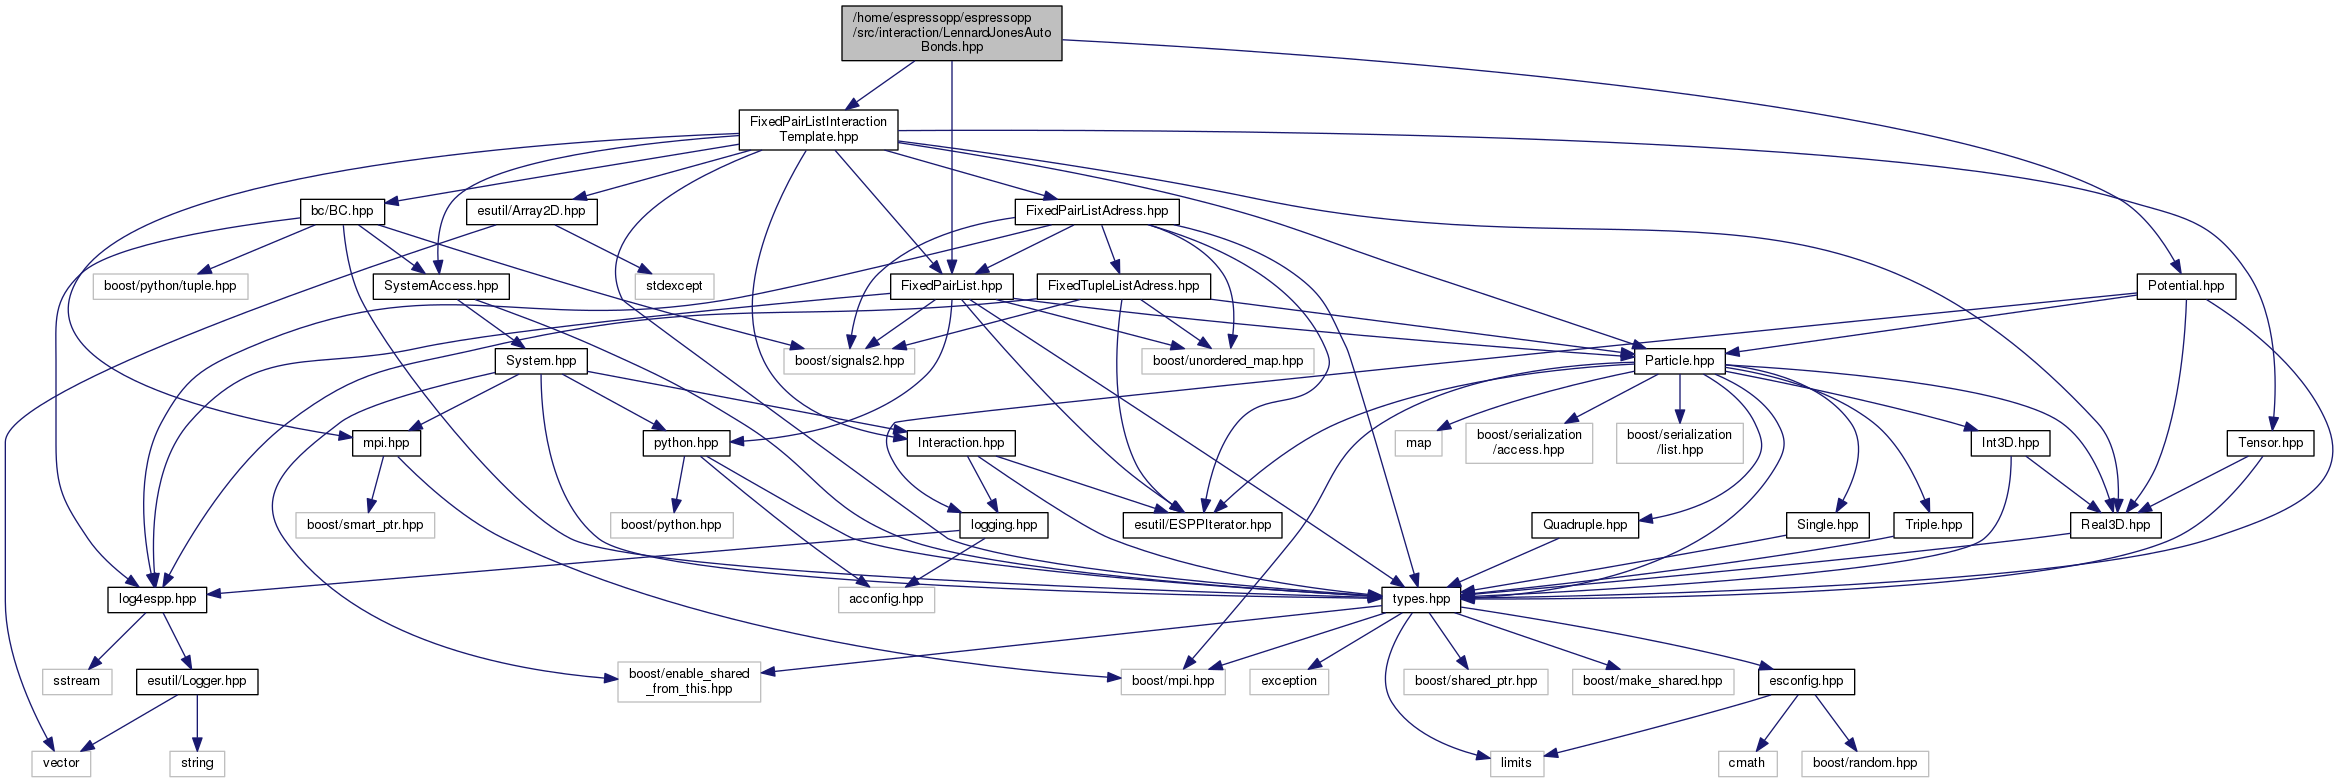 /home/espressopp/espressopp
/src/interaction/LennardJonesAuto
Bonds.hpp
FixedPairListInteraction
Template.hpp
bc/BC.hpp
esutil/Array2D.hpp
FixedPairListAdress.hpp
boost/python/tuple.hpp
SystemAccess.hpp
stdexcept
FixedPairList.hpp
FixedTupleListAdress.hpp
Potential.hpp
System.hpp
boost/signals2.hpp
boost/unordered_map.hpp
Particle.hpp
mpi.hpp
python.hpp
Interaction.hpp
map
boost/serialization
/access.hpp
boost/serialization
/list.hpp
Int3D.hpp
Tensor.hpp
boost/smart_ptr.hpp
boost/python.hpp
logging.hpp
esutil/ESPPIterator.hpp
Quadruple.hpp
Single.hpp
Triple.hpp
Real3D.hpp
log4espp.hpp
acconfig.hpp
types.hpp
sstream
esutil/Logger.hpp
boost/enable_shared
_from_this.hpp
boost/mpi.hpp
exception
boost/shared_ptr.hpp
boost/make_shared.hpp
esconfig.hpp
vector
string
limits
cmath
boost/random.hpp